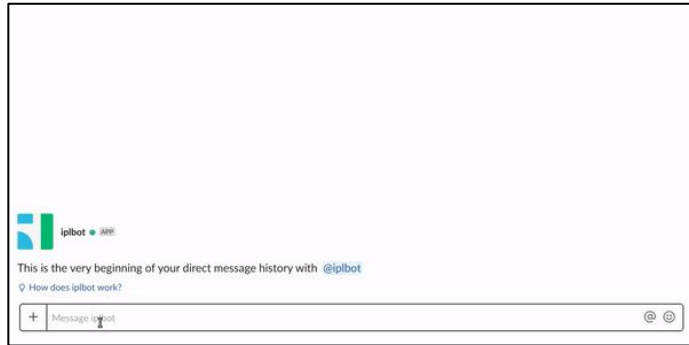 iplbot APP
This is the very beginning of your direct message history with @iplbot
How does iplbot work?
+ Message iplbot @